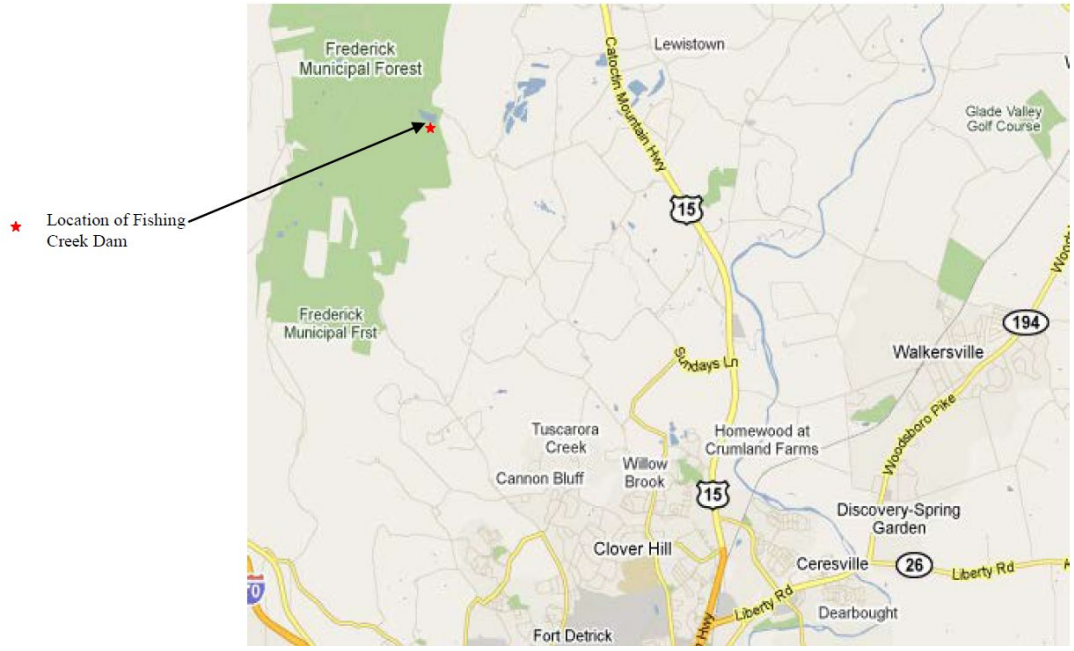 Frederick
Municipal Forest
Lewistown
Catoctin Mountain Hwy
Glade Valley
Golf Course
15
Location of Fishing
Creek Dam
Frederick
Municipal Frst
194
Walkersville
Sundays Ln
Woodsboro Pike
Tuscarora
Creek
Homewood at
Crumland Farms
Willow
Brook
Cannon Bluff
15
Discovery-Spring
Garden
Clover Hill
Ceresville
26
Liberty Rd
Liberty Rd
Dearbought
Fort Detrick
Hwy